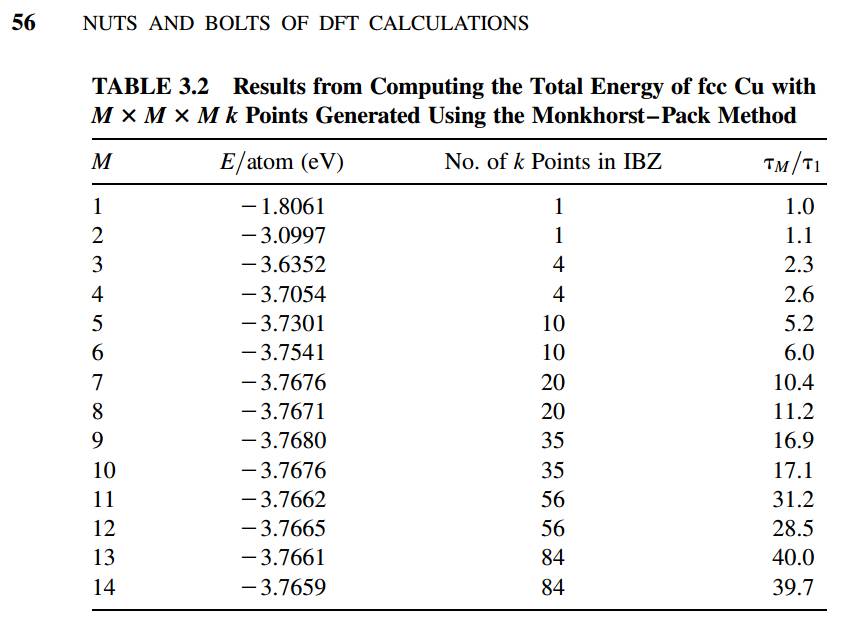 56 NUTS AND BOLTS OF DFT CALCULATIONS
TABLE 3.2 Results from Computing the Total Energy of fcc Cu with
M × M × M k Points Generated Using the Monkhorst–Pack Method
M E/atom (eV) No. of k Points in IBZ τM/τ1
1 −1.8061 1 1.0
2 −3.0997 1 1.1
3 −3.6352 4 2.3
4 −3.7054 4 2.6
5 −3.7301 10 5.2
6 −3.7541 10 6.0
7 −3.7676 20 10.4
8 −3.7671 20 11.2
9 −3.7680 35 16.9
10 −3.7676 35 17.1
11 −3.7662 56 31.2
12 −3.7665 56 28.5
13 −3.7661 84 40.0
14 −3.7659 84 39.7